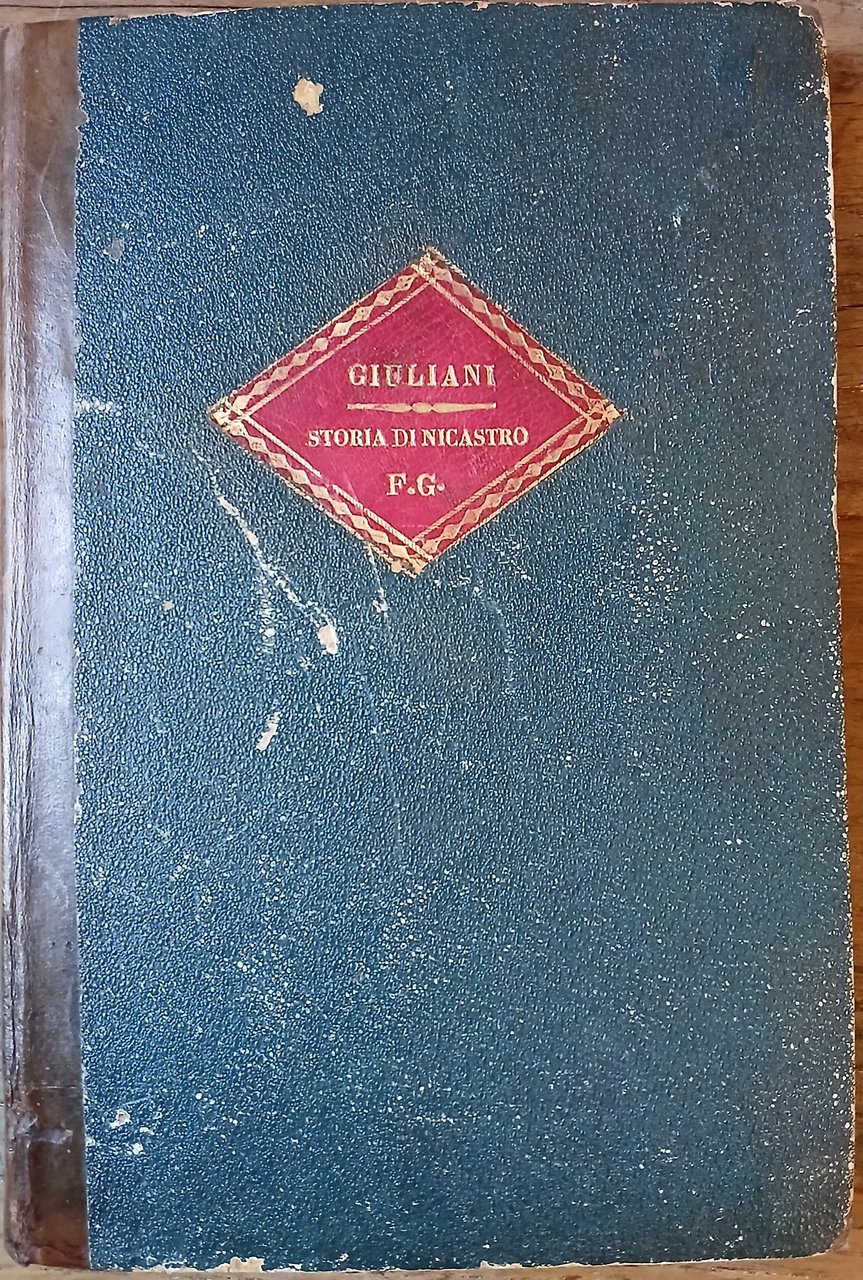 GIULIANI
STORIA DI NICASTRO
F.G.